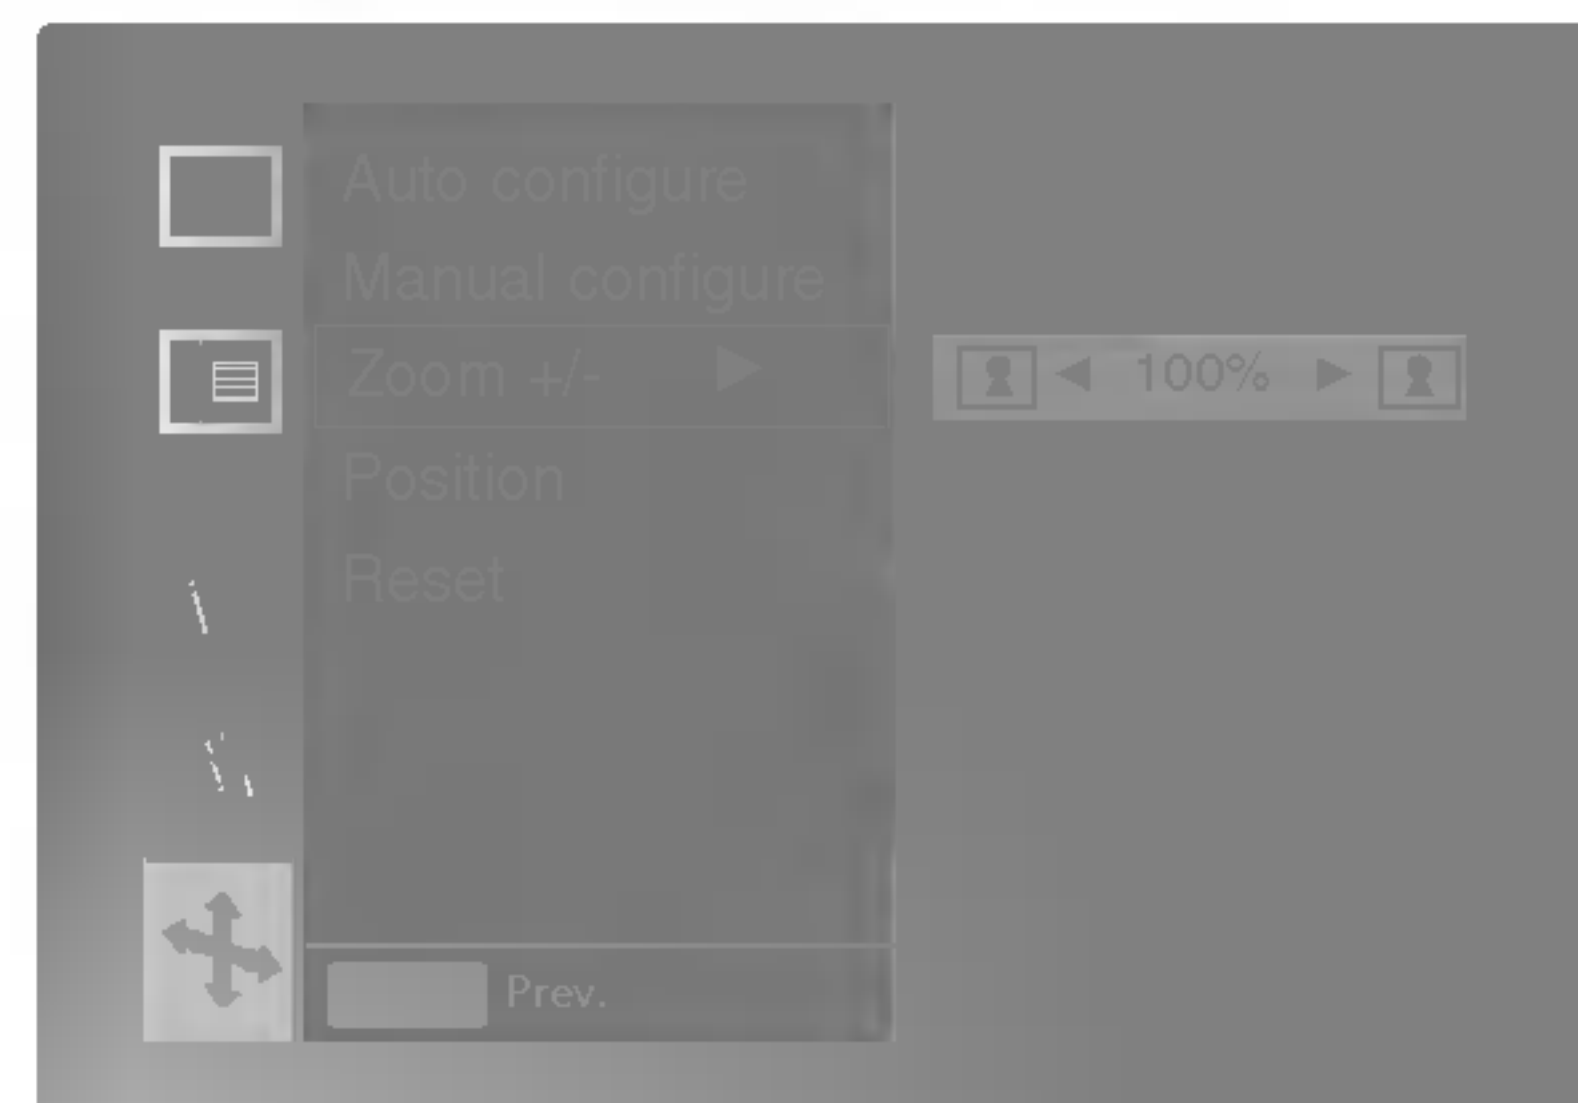 Auto configure
Manual configure
Zoom +/- ▶ ◀ 100% ▶
Position
Reset
Prev.